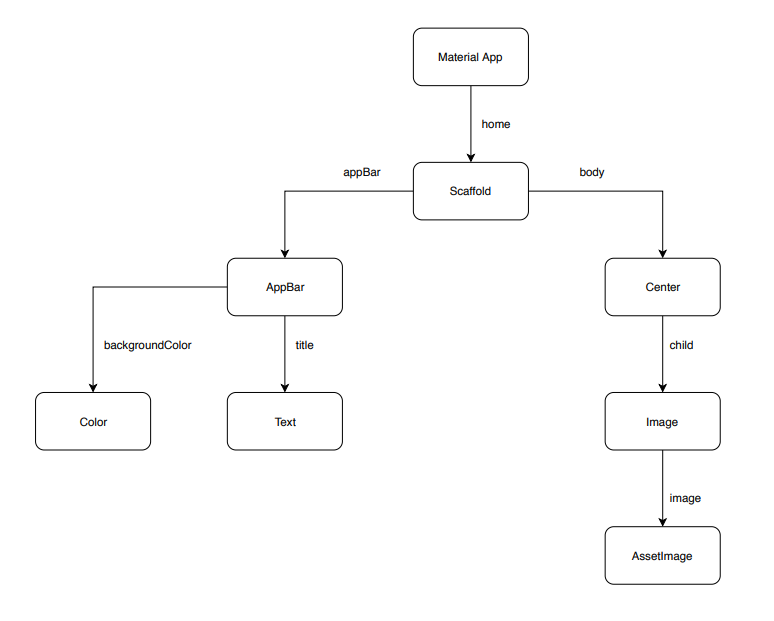 Material App
home
appBar
body
Scaffold
AppBar
Center
backgroundColor
title
child
Color
Text
Image
image
AssetImage